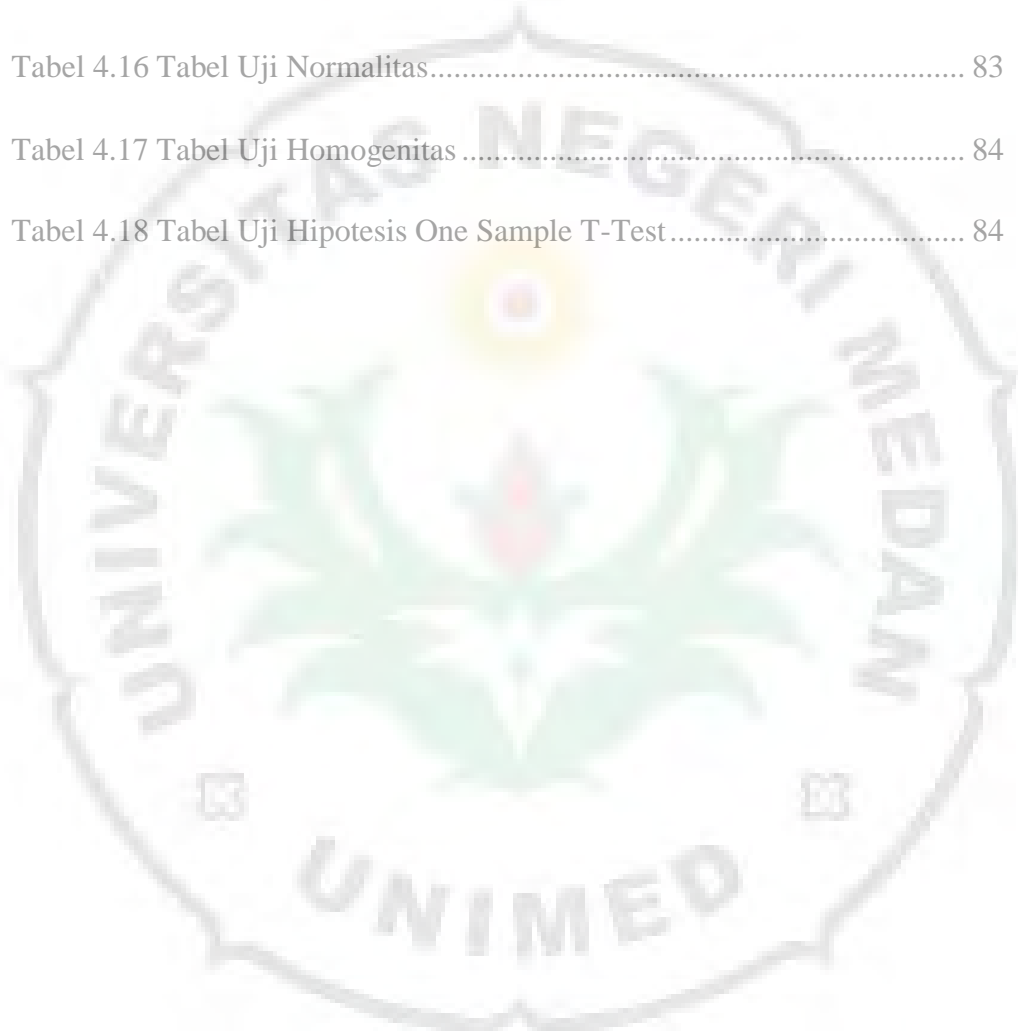 Tabel 4.16 Tabel Uji Normalitas................................................................ 83
Tabel 4.17 Tabel Uji Homogenitas ............................................................ 84
Tabel 4.18 Tabel Uji Hipotesis One Sample T-Test................................... 84
UNIVERSITAS NEGERI MEDAN
UNIMED